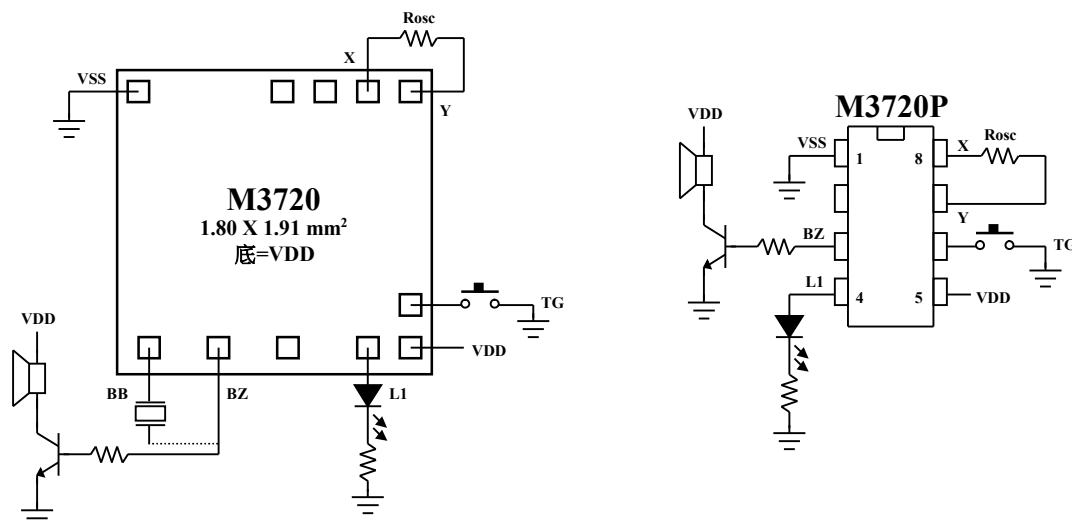 Rosc
X
VSS
Y
M3720
1.80 X 1.91 mm²
底=VDD
TG
VDD
VDD
BB
BZ
L1
M3720P
VDD
VSS
1
8
X
Rosc
Y
BZ
TG
L1
4
5
VDD